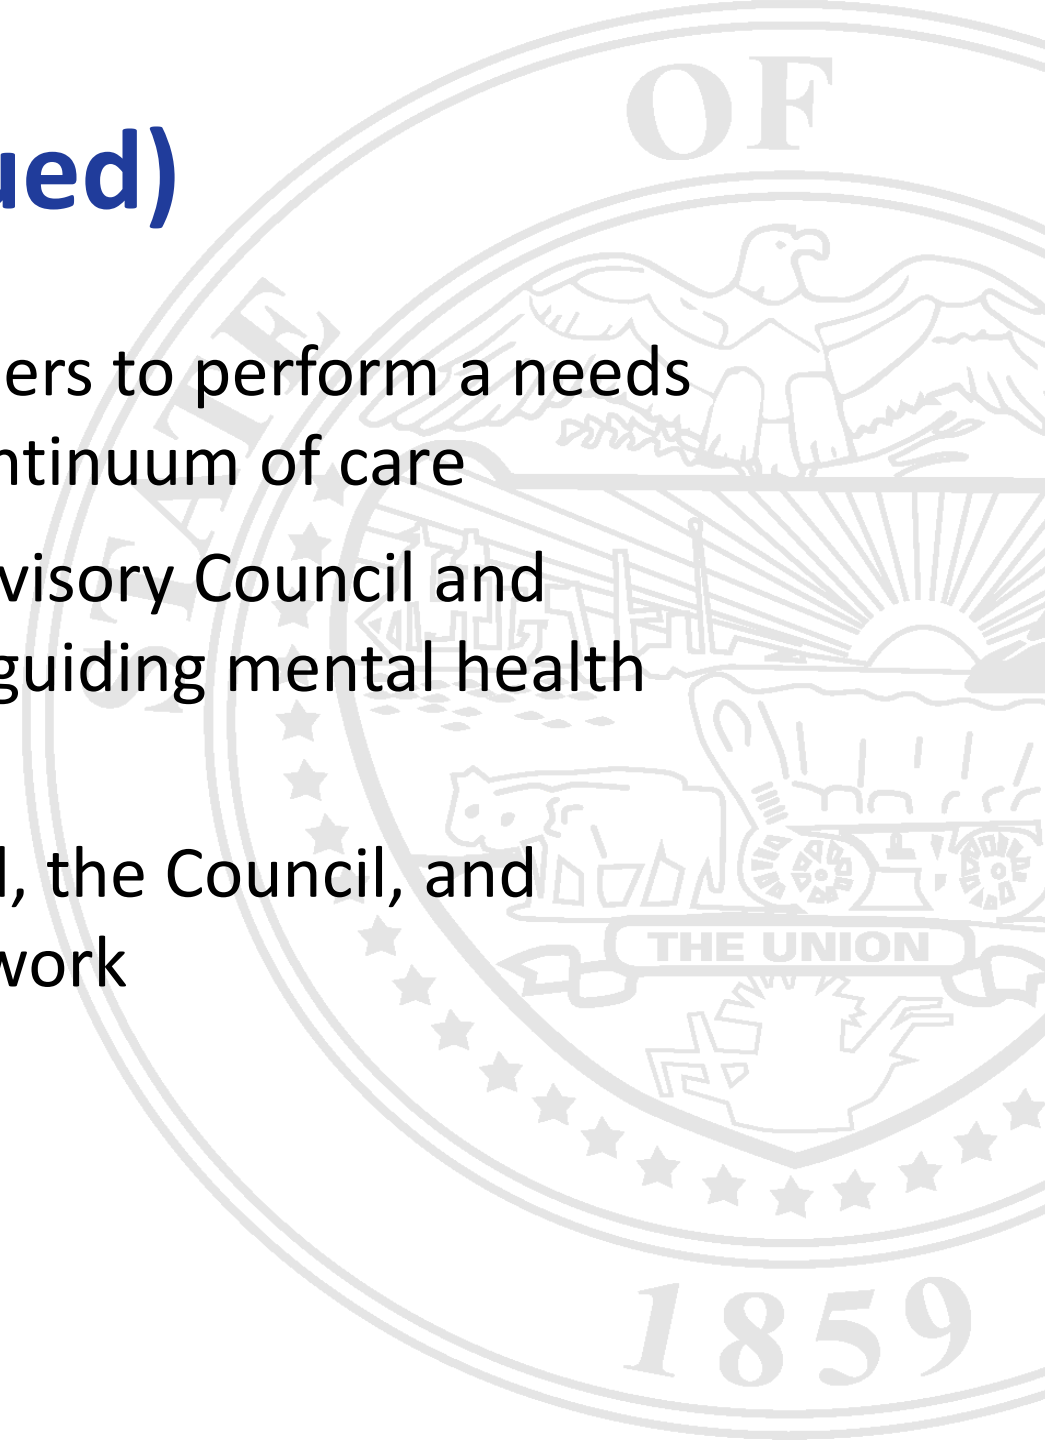 ued)
ers to perform a needs
ntinuum of care
visory Council and
guiding mental health
, the Council, and
work
STATE OF
THE UNION
1859